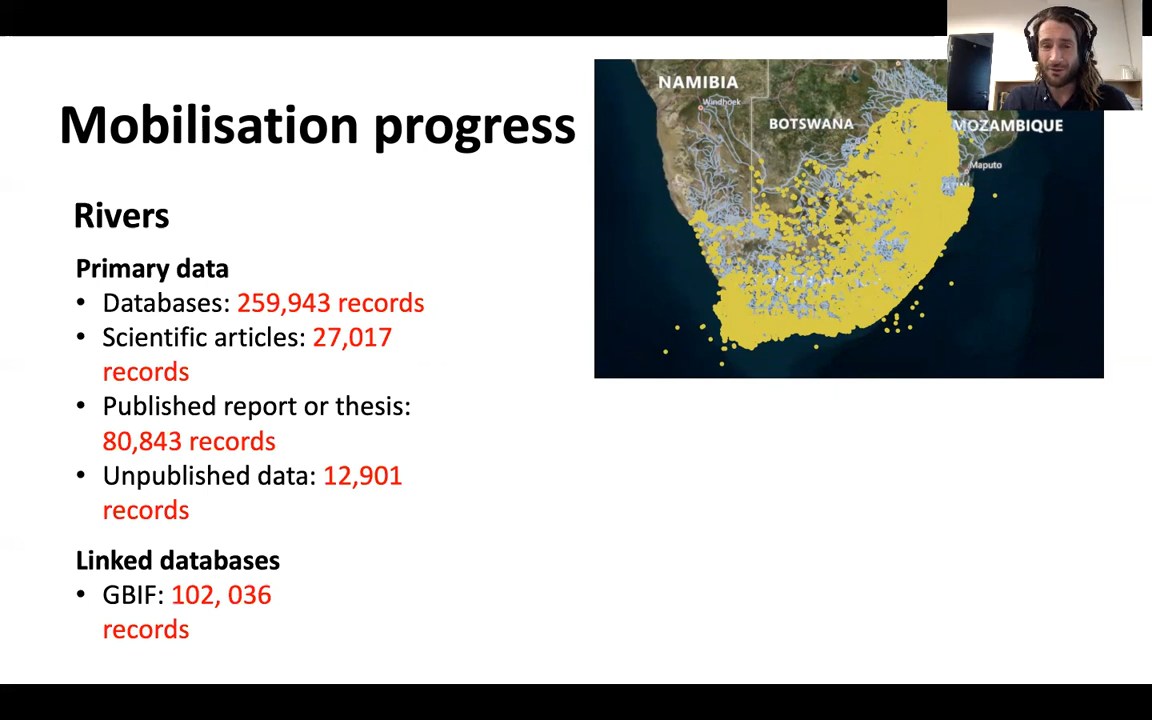 Mobilisation progress
Rivers
Primary data
• Databases: 259,943 records
• Scientific articles: 27,017
records
• Published report or thesis:
80,843 records
• Unpublished data: 12,901
records
Linked databases
• GBIF: 102, 036
records
NAMIBIA
Windhoek
BOTSWANA
MOZAMBIQUE
Maputo